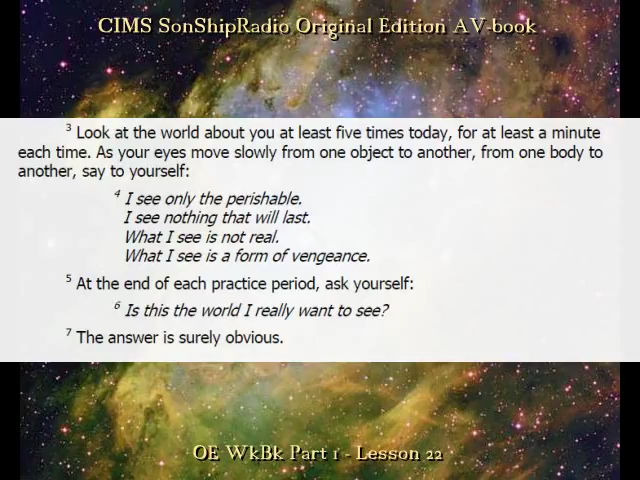 CIMS SonShipRadio Original Edition AV-book
3 Look at the world about you at least five times today, for at least a minute
each time. As your eyes move slowly from one object to another, from one body to
another, say to yourself:
4 I see only the perishable.
I see nothing that will last.
What I see is not real.
What I see is a form of vengeance.
5 At the end of each practice period, ask yourself:
6 Is this the world I really want to see?
7 The answer is surely obvious.
OE WkBk Part 1 - Lesson 22